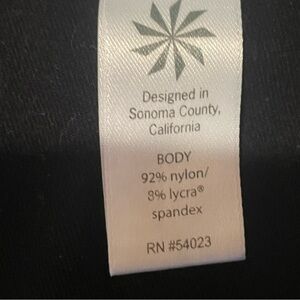 Designed in
Sonoma County,
California
BODY
92% nylon/
8% lycra®
spandex
RN #54023